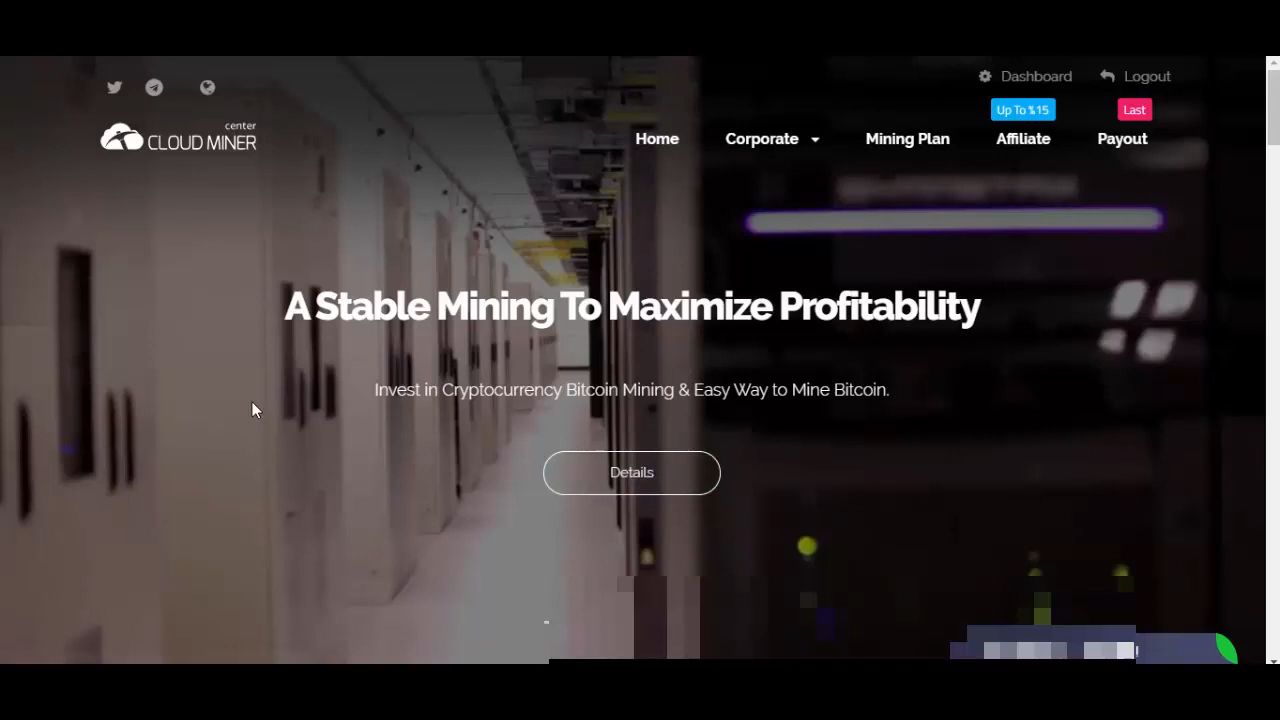 Dashboard
Logout
Up To %15
Last
center
CLOUD MINER
Home
Corporate
Mining Plan
Affiliate
Payout
A Stable Mining To Maximize Profitability
Invest in Cryptocurrency Bitcoin Mining & Easy Way to Mine Bitcoin.
Details